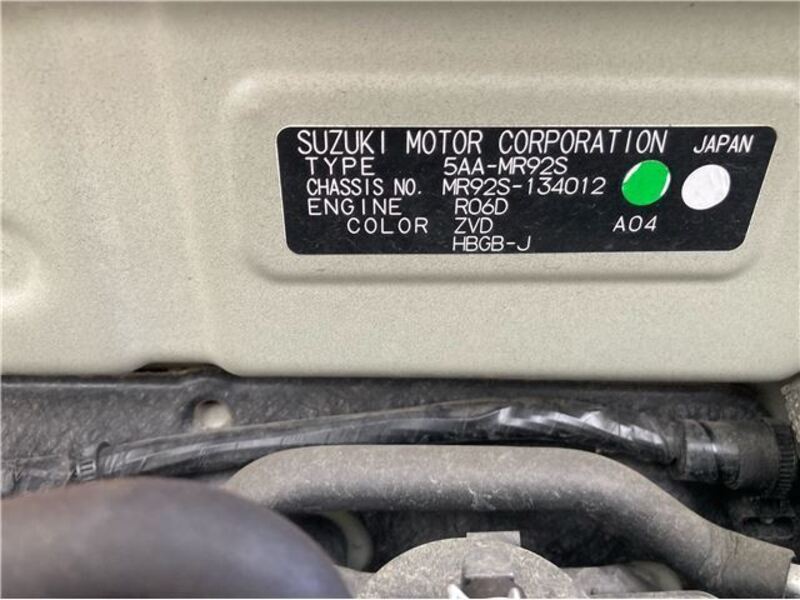 SUZUKI MOTOR CORPORATION JAPAN
TYPE 5AA-MR92S
CHASSIS NO. MR92S-134012
ENGINE R06D
COLOR ZVD A04
HBGB-J